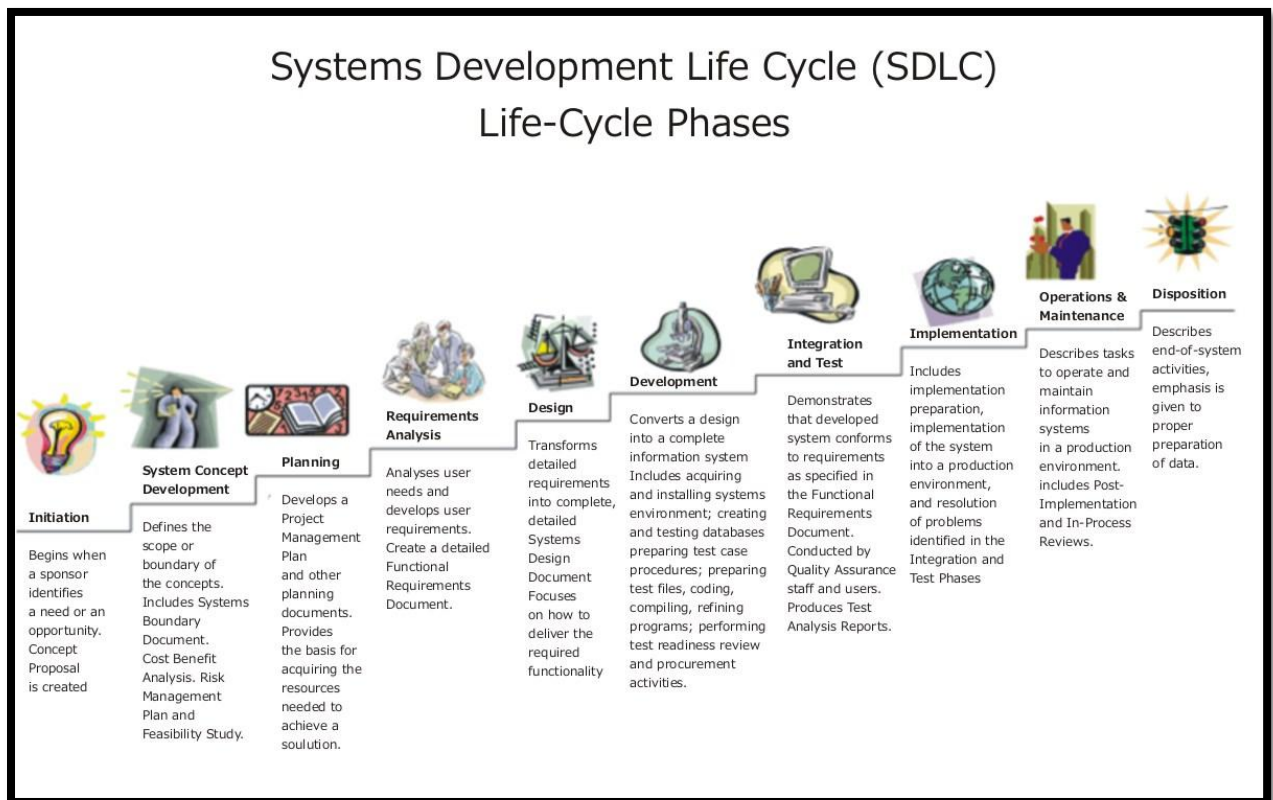 Systems Development Life Cycle (SDLC)
Life-Cycle Phases
Initiation
Begins when
a sponsor
identifies
a need or an
opportunity.
Concept
Proposal
is created
System Concept
Development
Defines the
scope or
boundary of
the concepts.
Includes Systems
Boundary
Document.
Cost Benefit
Analysis. Risk
Management
Plan and
Feasibility Study.
Planning
Develops a
Project
Management
Plan
and other
planning
documents.
Provides
the basis for
acquiring the
resources
needed to
achieve a
soulution.
Requirements
Analysis
Analyses user
needs and
develops user
requirements.
Create a detailed
Functional
Requirements
Document.
Design
Transforms
detailed
requirements
into complete,
detailed
Systems
Design
Document
Focuses
on how to
deliver the
required
functionality
Development
Converts a design
into a complete
information system
Includes acquiring
and installing systems
environment; creating
and testing databases
preparing test case
procedures; preparing
test files, coding,
compiling, refining
programs; performing
test readiness review
and procurement
activities.
Integration
and Test
Demonstrates
that developed
system conforms
to requirements
as specified in
the Functional
Requirements
Document.
Conducted by
Quality Assurance
staff and users.
Produces Test
Analysis Reports.
Implementation
Includes
implementation
preparation,
implementation
of the system
into a production
environment,
and resolution
of problems
identified in the
Integration and
Test Phases
Operations &
Maintenance
Describes tasks
to operate and
maintain
information
systems
in a production
environment.
includes Post-
Implementation
and In-Process
Reviews.
Disposition
Describes
end-of-system
activities,
emphasis is
given to
proper
preparation
of data.